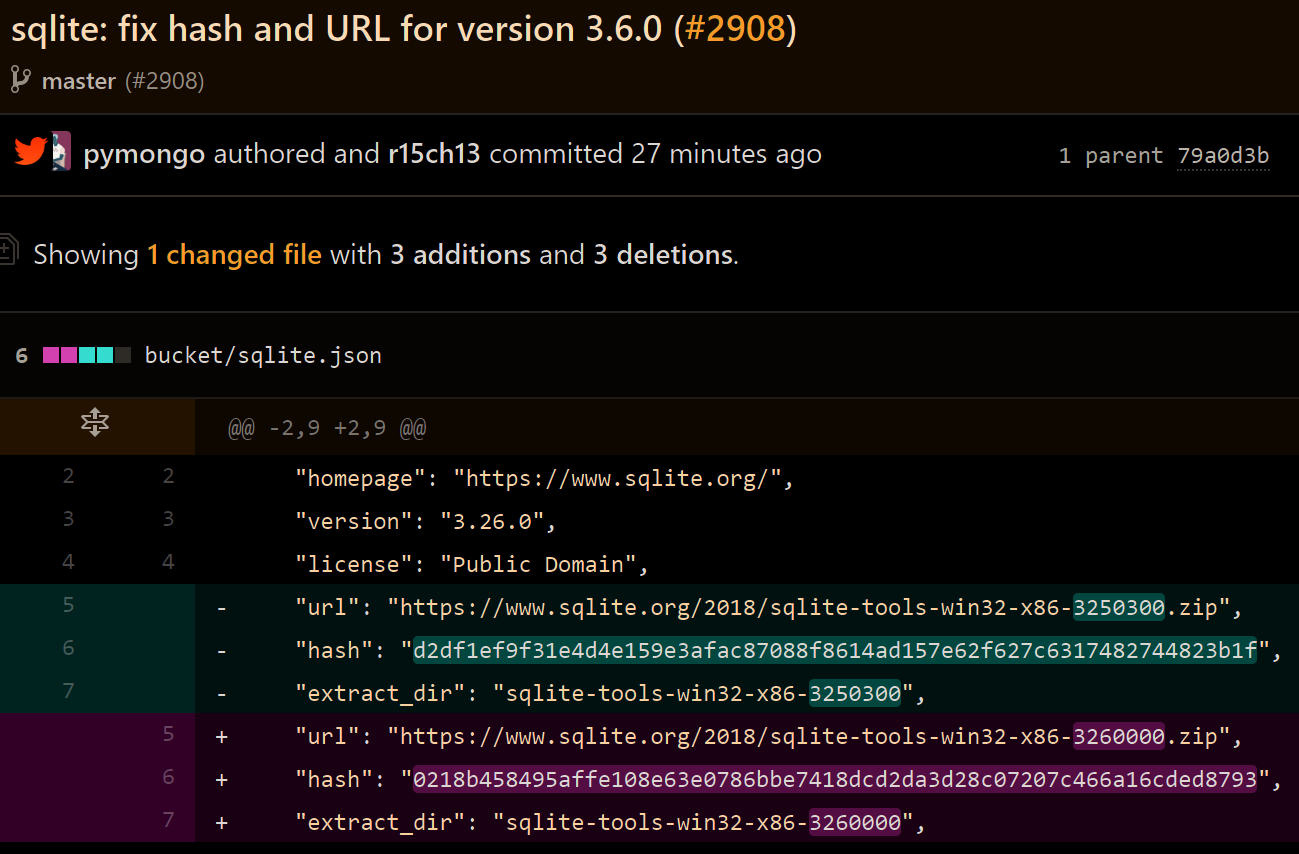 sqlite: fix hash and URL for version 3.6.0 (#2908)
master (#2908)
pymongo authored and r15ch13 committed 27 minutes ago 1 parent 79a0d3b
Showing 1 changed file with 3 additions and 3 deletions.
6 bucket/sqlite.json
@@ -2,9 +2,9 @@
2 2 "homepage": "https://www.sqlite.org/",
3 3 "version": "3.26.0",
4 4 "license": "Public Domain",
5 - "url": "https://www.sqlite.org/2018/sqlite-tools-win32-x86-3250300.zip",
6 - "hash": "d2df1ef9f31e4d4e159e3afac87088f8614ad157e62f627c6317482744823b1f",
7 - "extract_dir": "sqlite-tools-win32-x86-3250300",
5 + "url": "https://www.sqlite.org/2018/sqlite-tools-win32-x86-3260000.zip",
6 + "hash": "0218b458495affe108e63e0786bbe7418dcd2da3d28c07207c466a16cded8793",
7 + "extract_dir": "sqlite-tools-win32-x86-3260000",